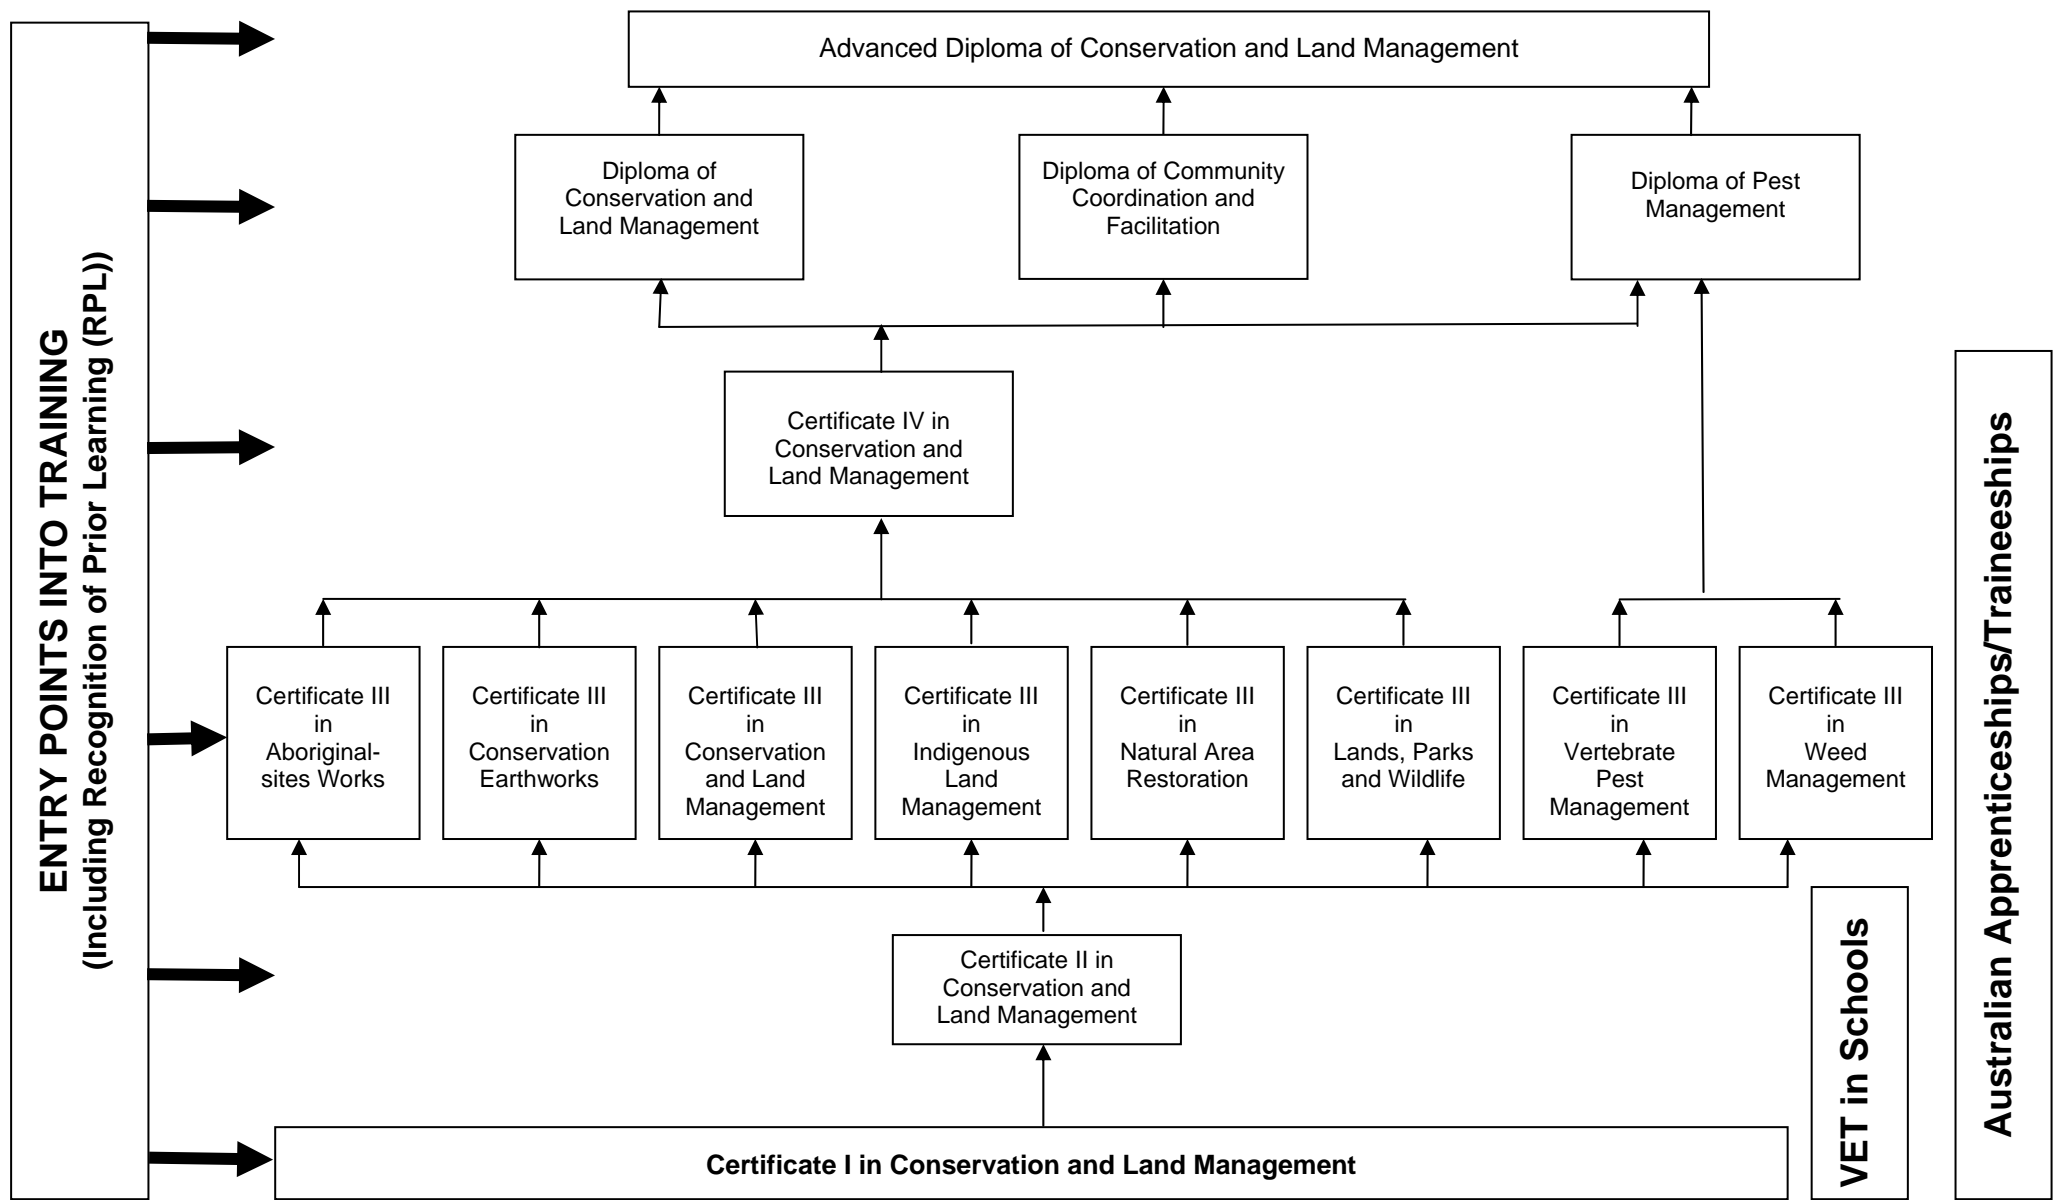 ENTRY POINTS INTO TRAINING
(Including Recognition of Prior Learning (RPL))
Advanced Diploma of Conservation and Land Management
Diploma of
Conservation and
Land Management
Diploma of Community
Coordination and
Facilitation
Diploma of Pest
Management
Certificate IV in
Conservation and
Land Management
Certificate III
in
Aboriginal-
sites Works
Certificate III
in
Conservation
Earthworks
Certificate III
in
Conservation
and Land
Management
Certificate III
in
Indigenous
Land
Management
Certificate III
in
Natural Area
Restoration
Certificate III
in
Lands, Parks
and Wildlife
Certificate III
in
Vertebrate
Pest
Management
Certificate III
in
Weed
Management
Certificate II in
Conservation and
Land Management
Certificate I in Conservation and Land Management
VET in Schools
Australian Apprenticeships/Traineeships